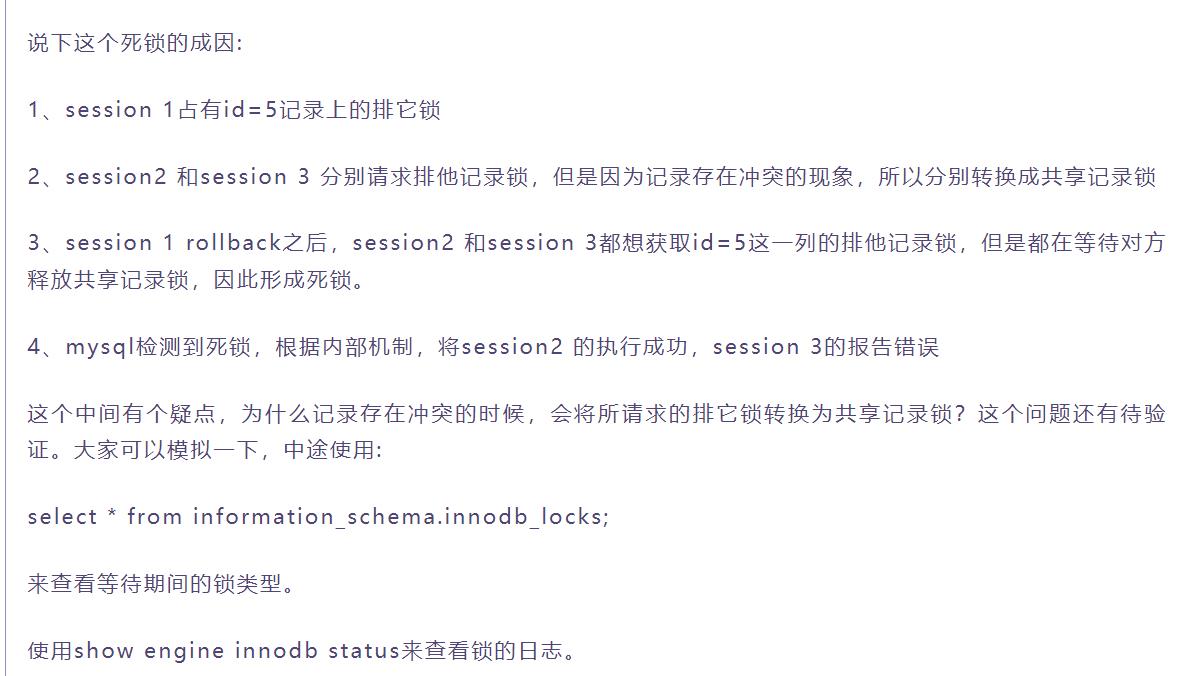 说下这个死锁的成因:
1、session 1占有id=5记录上的排它锁
2、session2 和session 3 分别请求排他记录锁，但是因为记录存在冲突的现象，所以分别转换成共享记录锁
3、session 1 rollback之后，session2 和session 3都想获取id=5这一列的排他记录锁，但是都在等待对方
释放共享记录锁，因此形成死锁。
4、mysql检测到死锁，根据内部机制，将session2 的执行成功，session 3的报告错误
这个中间有个疑点，为什么记录存在冲突的时候，会将所请求的排它锁转换为共享记录锁？这个问题还有待验
证。大家可以模拟一下，中途使用:
select * from information_schema.innodb_locks;
来查看等待期间的锁类型。
使用show engine innodb status来查看锁的日志。